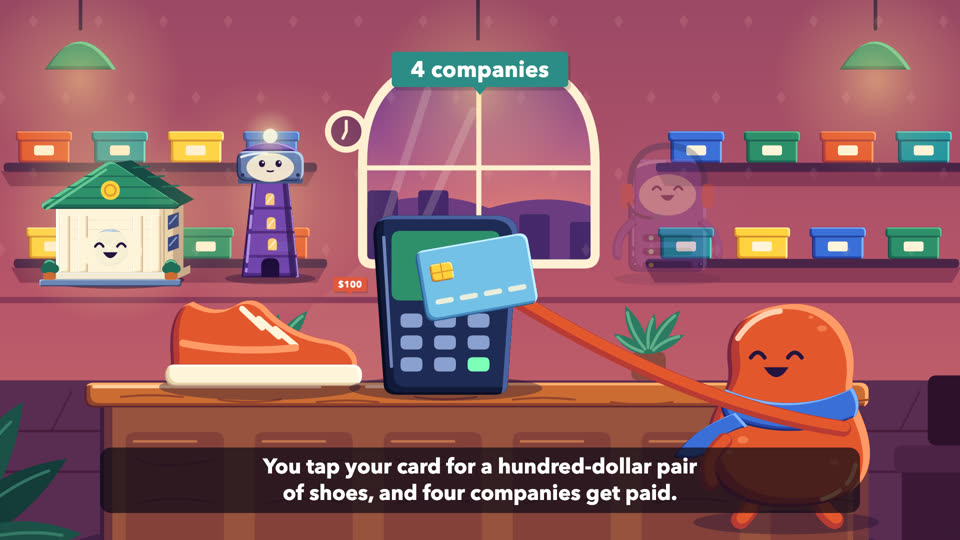 4 companies
$100
You tap your card for a hundred-dollar pair
of shoes, and four companies get paid.